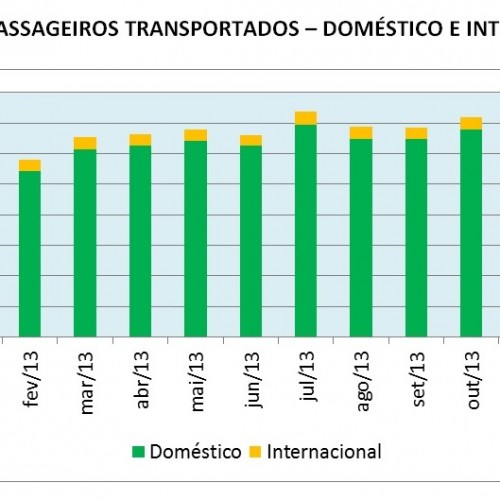 ASSAGEIROS TRANSPORTADOS – DOMÉSTICO E INT
fev/13
mar/13
abr/13
mai/13
jun/13
jul/13
ago/13
set/13
out/13
Doméstico
Internacional